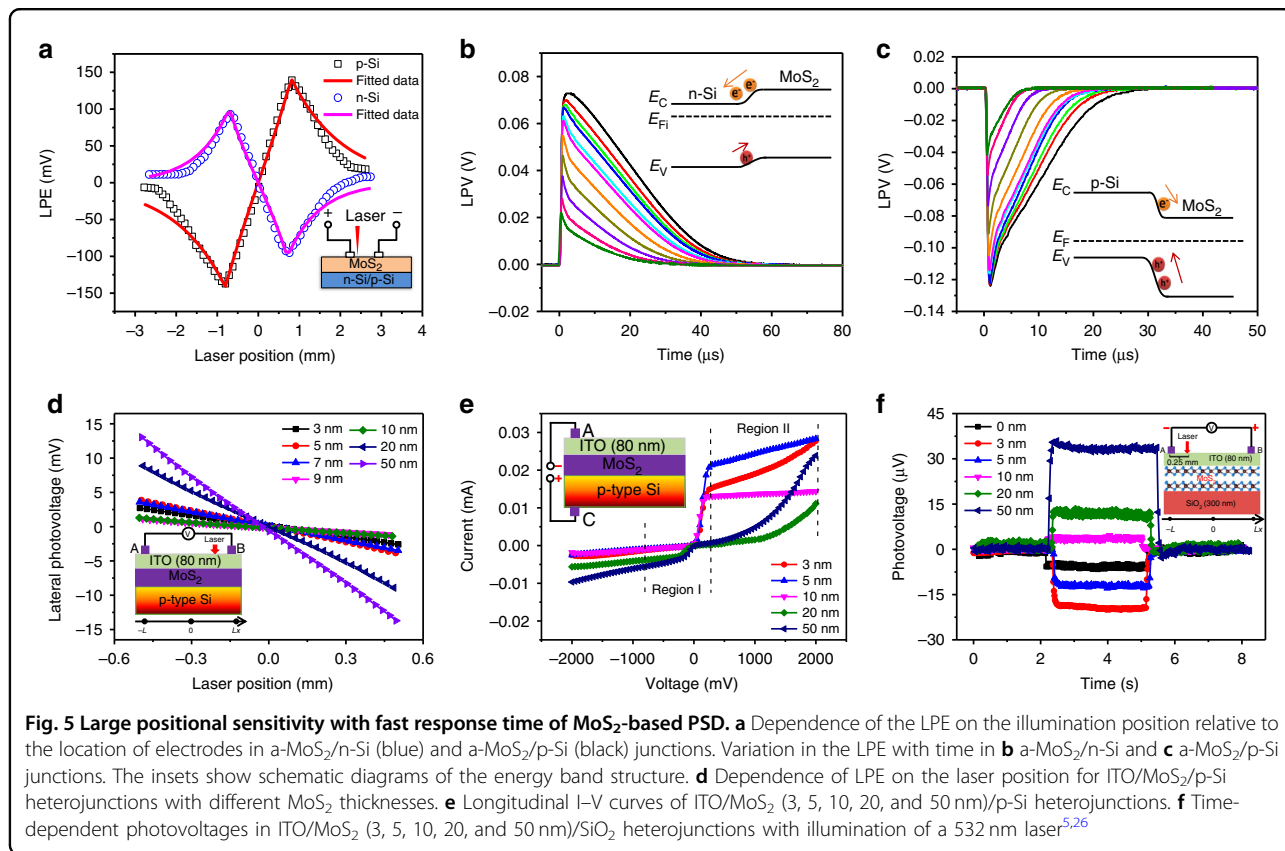 a
LPE (mV)
150
100
50
0
−50
−100
−150
p-Si
Fitted data
n-Si
Fitted data
+ Laser −
MoS2
n-Si/p-Si
−3 −2 −1 0 1 2 3 4
Laser position (mm)
b
LPV (V)
0.08
0.06
0.04
0.02
0.00
−0.02
n-Si
MoS2
EC
EFi
EV
e−
e−
h+
0 20 40 60 80
Time (μs)
c
LPV (V)
0.00
−0.02
−0.04
−0.06
−0.08
−0.10
−0.12
−0.14
EC
p-Si
MoS2
EF
EV
e−
h+
h+
0 10 20 30 40 50
Time (μs)
d
Lateral photovoltage (mV)
15
10
5
0
−5
−10
−15
3 nm
5 nm
7 nm
9 nm
10 nm
20 nm
50 nm
V
A
Laser
B
ITO (80 nm)
MoS2
p-type Si
−L 0 Lx
−0.6 −0.3 0.0 0.3 0.6
Laser position (mm)
e
Current (mA)
0.03
0.02
0.01
0.00
−0.01
−0.02
−0.03
A
ITO (80 nm)
MoS2
p-type Si
−
+
C
Region II
Region I
3 nm
5 nm
10 nm
20 nm
50 nm
−2000 −1000 0 1000 2000
Voltage (mV)
f
Photovoltage (μV)
45
30
15
0
−15
−30
0 nm
3 nm
5 nm
10 nm
20 nm
50 nm
− V +
Laser
A
B
ITO (80 nm)
0.25 mm
MoS2
SiO2 (300 nm)
−L 0 Lx
0 2 4 6 8
Time (s)
Fig. 5 Large positional sensitivity with fast response time of MoS2-based PSD. a Dependence of the LPE on the illumination position relative to
the location of electrodes in a-MoS2/n-Si (blue) and a-MoS2/p-Si (black) junctions. Variation in the LPE with time in b a-MoS2/n-Si and c a-MoS2/p-Si
junctions. The insets show schematic diagrams of the energy band structure. d Dependence of LPE on the laser position for ITO/MoS2/p-Si
heterojunctions with different MoS2 thicknesses. e Longitudinal I–V curves of ITO/MoS2 (3, 5, 10, 20, and 50 nm)/p-Si heterojunctions. f Time-
dependent photovoltages in ITO/MoS2 (3, 5, 10, 20, and 50 nm)/SiO2 heterojunctions with illumination of a 532 nm laser5,26